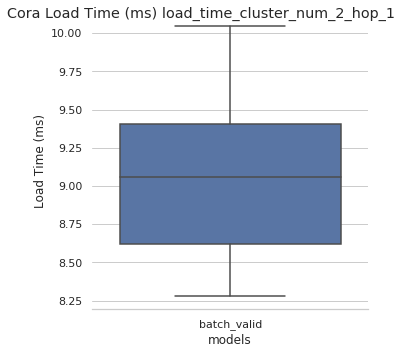 Cora Load Time (ms) load_time_cluster_num_2_hop_1
10.00
9.75
9.50
9.25
9.00
8.75
8.50
8.25
Load Time (ms)
batch_valid
models